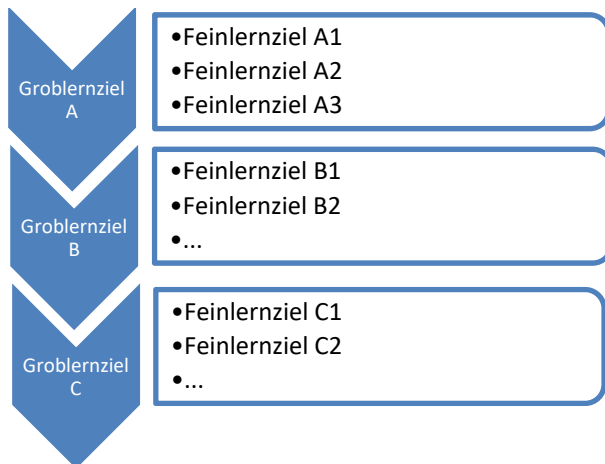 Groblernziel
A
•Feinlernziel A1
•Feinlernziel A2
•Feinlernziel A3
Groblernziel
B
•Feinlernziel B1
•Feinlernziel B2
•...
Groblernziel
C
•Feinlernziel C1
•Feinlernziel C2
•...